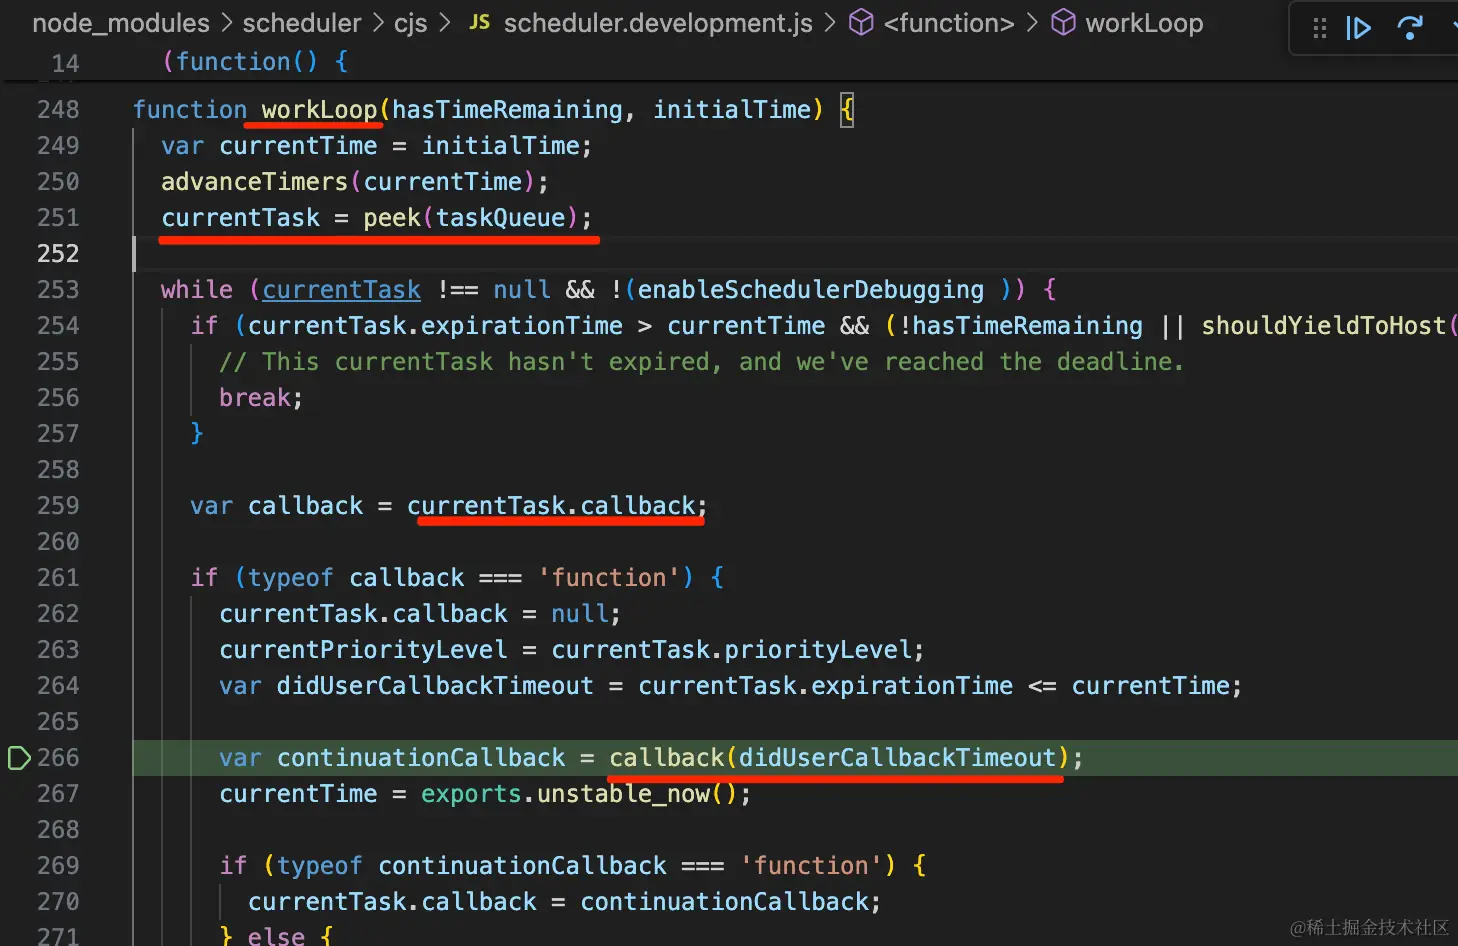 node_modules > scheduler > cjs > JS scheduler.development.js > <function> > workLoop
14 (function() {
248 function workLoop(hasTimeRemaining, initialTime) {
249 var currentTime = initialTime;
250 advanceTimers(currentTime);
251 currentTask = peek(taskQueue);
252
253 while (currentTask !== null && !(enableSchedulerDebugging )) {
254 if (currentTask.expirationTime > currentTime && (!hasTimeRemaining || shouldYieldToHost(
255 // This currentTask hasn't expired, and we've reached the deadline.
256 break;
257 }
258
259 var callback = currentTask.callback;
260
261 if (typeof callback === 'function') {
262 currentTask.callback = null;
263 currentPriorityLevel = currentTask.priorityLevel;
264 var didUserCallbackTimeout = currentTask.expirationTime <= currentTime;
265
266 var continuationCallback = callback(didUserCallbackTimeout);
267 currentTime = exports.unstable_now();
268
269 if (typeof continuationCallback === 'function') {
270 currentTask.callback = continuationCallback;
271 } else {
@稀土掘金技术社区